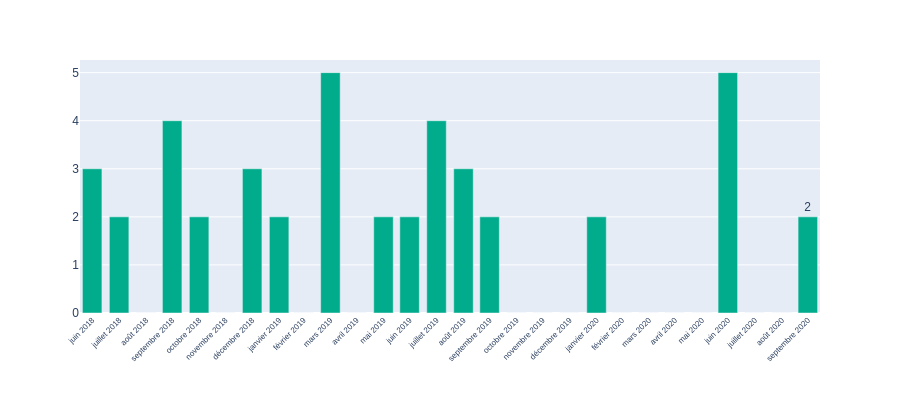 5
4
3
2
1
0
2
juin 2018
juillet 2018
août 2018
septembre 2018
octobre 2018
novembre 2018
décembre 2018
janvier 2019
février 2019
mars 2019
avril 2019
mai 2019
juin 2019
juillet 2019
août 2019
septembre 2019
octobre 2019
novembre 2019
décembre 2019
janvier 2020
février 2020
mars 2020
avril 2020
mai 2020
juin 2020
juillet 2020
août 2020
septembre 2020